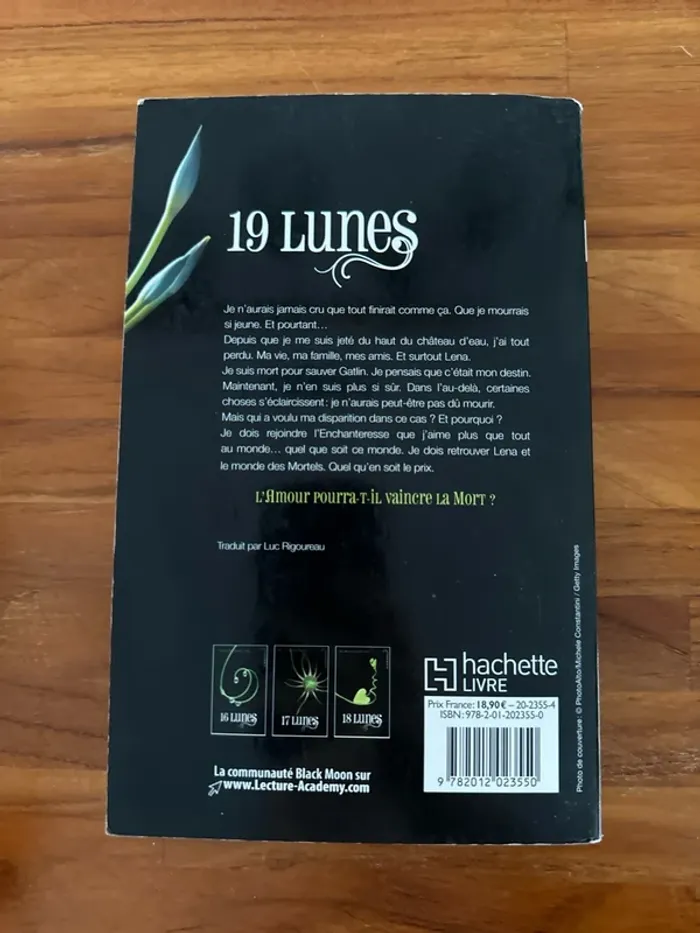 19 Lunes
Je n'aurais jamais cru que tout finirait comme ça. Que je mourrais
si jeune. Et pourtant...
Depuis que je me suis jeté du haut du château d'eau, j'ai tout
perdu. Ma vie, ma famille, mes amis. Et surtout Lena.
Je suis mort pour sauver Gatlin. Je pensais que c'était mon destin.
Maintenant, je n'en suis plus si sûr. Dans l'au-delà, certaines
choses s'éclaircissent : je n'aurais peut-être pas dû mourir.
Mais qui a voulu ma disparition dans ce cas ? Et pourquoi ?
Je dois rejoindre l'Enchanteresse que j'aime plus que tout
au monde... quel que soit ce monde. Je dois retrouver Lena et
le monde des Mortels. Quel qu'en soit le prix.
L'Amour pourra-t-il vaincre la Mort ?
Traduit par Luc Rigoureau
16 Lunes
17 Lunes
18 Lunes
La communauté Black Moon sur
www.Lecture-Academy.com
hachette
LIVRE
Prix France: 18,90 € – 20-2355-4
ISBN: 978-2-01-202355-0
9 782012 023550
Photo de couverture : © PhotoAlto/Michele Constantini / Getty Images